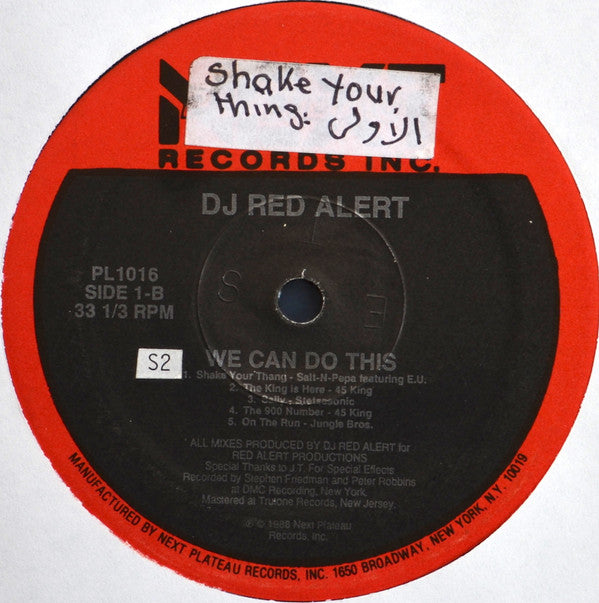 Shake Your
thing: الاولى
RECORDS INC.
DJ RED ALERT
PL1016
SIDE 1-B
33 1/3 RPM
S2
WE CAN DO THIS
1. Shake Your Thang - Salt-N-Pepa featuring E.U.
2. The King is Here - 45 King
3. Sally - Stetsasonic
4. The 900 Number - 45 King
5. On The Run - Jungle Bros.
ALL MIXES PRODUCED BY DJ RED ALERT for
RED ALERT PRODUCTIONS
Special Thanks to J.T. For Special Effects
Recorded by Stephen Friedman and Peter Robbins
at DMC Recording, New York.
Mastered at Trutone Records, New Jersey.
℗ © 1988 Next Plateau
Records, Inc.
MANUFACTURED BY NEXT PLATEAU RECORDS, INC. 1650 BROADWAY, NEW YORK, N.Y. 10019